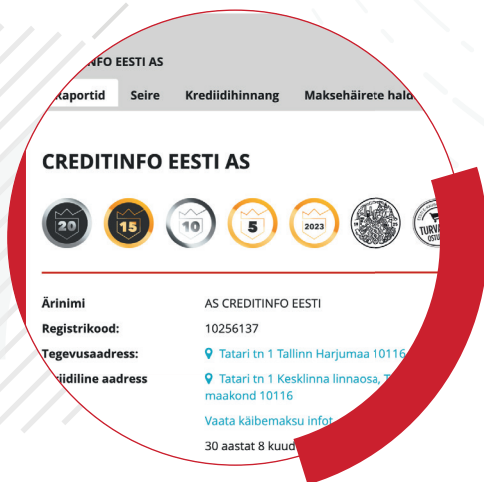 INFO EESTI AS
Raportid Seire Krediidihinnang Maksehäirete hald
CREDITINFO EESTI AS
20 15 10 5 2023
OSTU
Ärinimi AS CREDITINFO EESTI
Registrikood: 10256137
Tegevusaadress: Tatari tn 1 Tallinn Harjumaa 10116
Juriidiline aadress Tatari tn 1 Kesklinna linnaosa, T
maakond 10116
Vaata käibemaksu infot
30 aastat 8 kuud